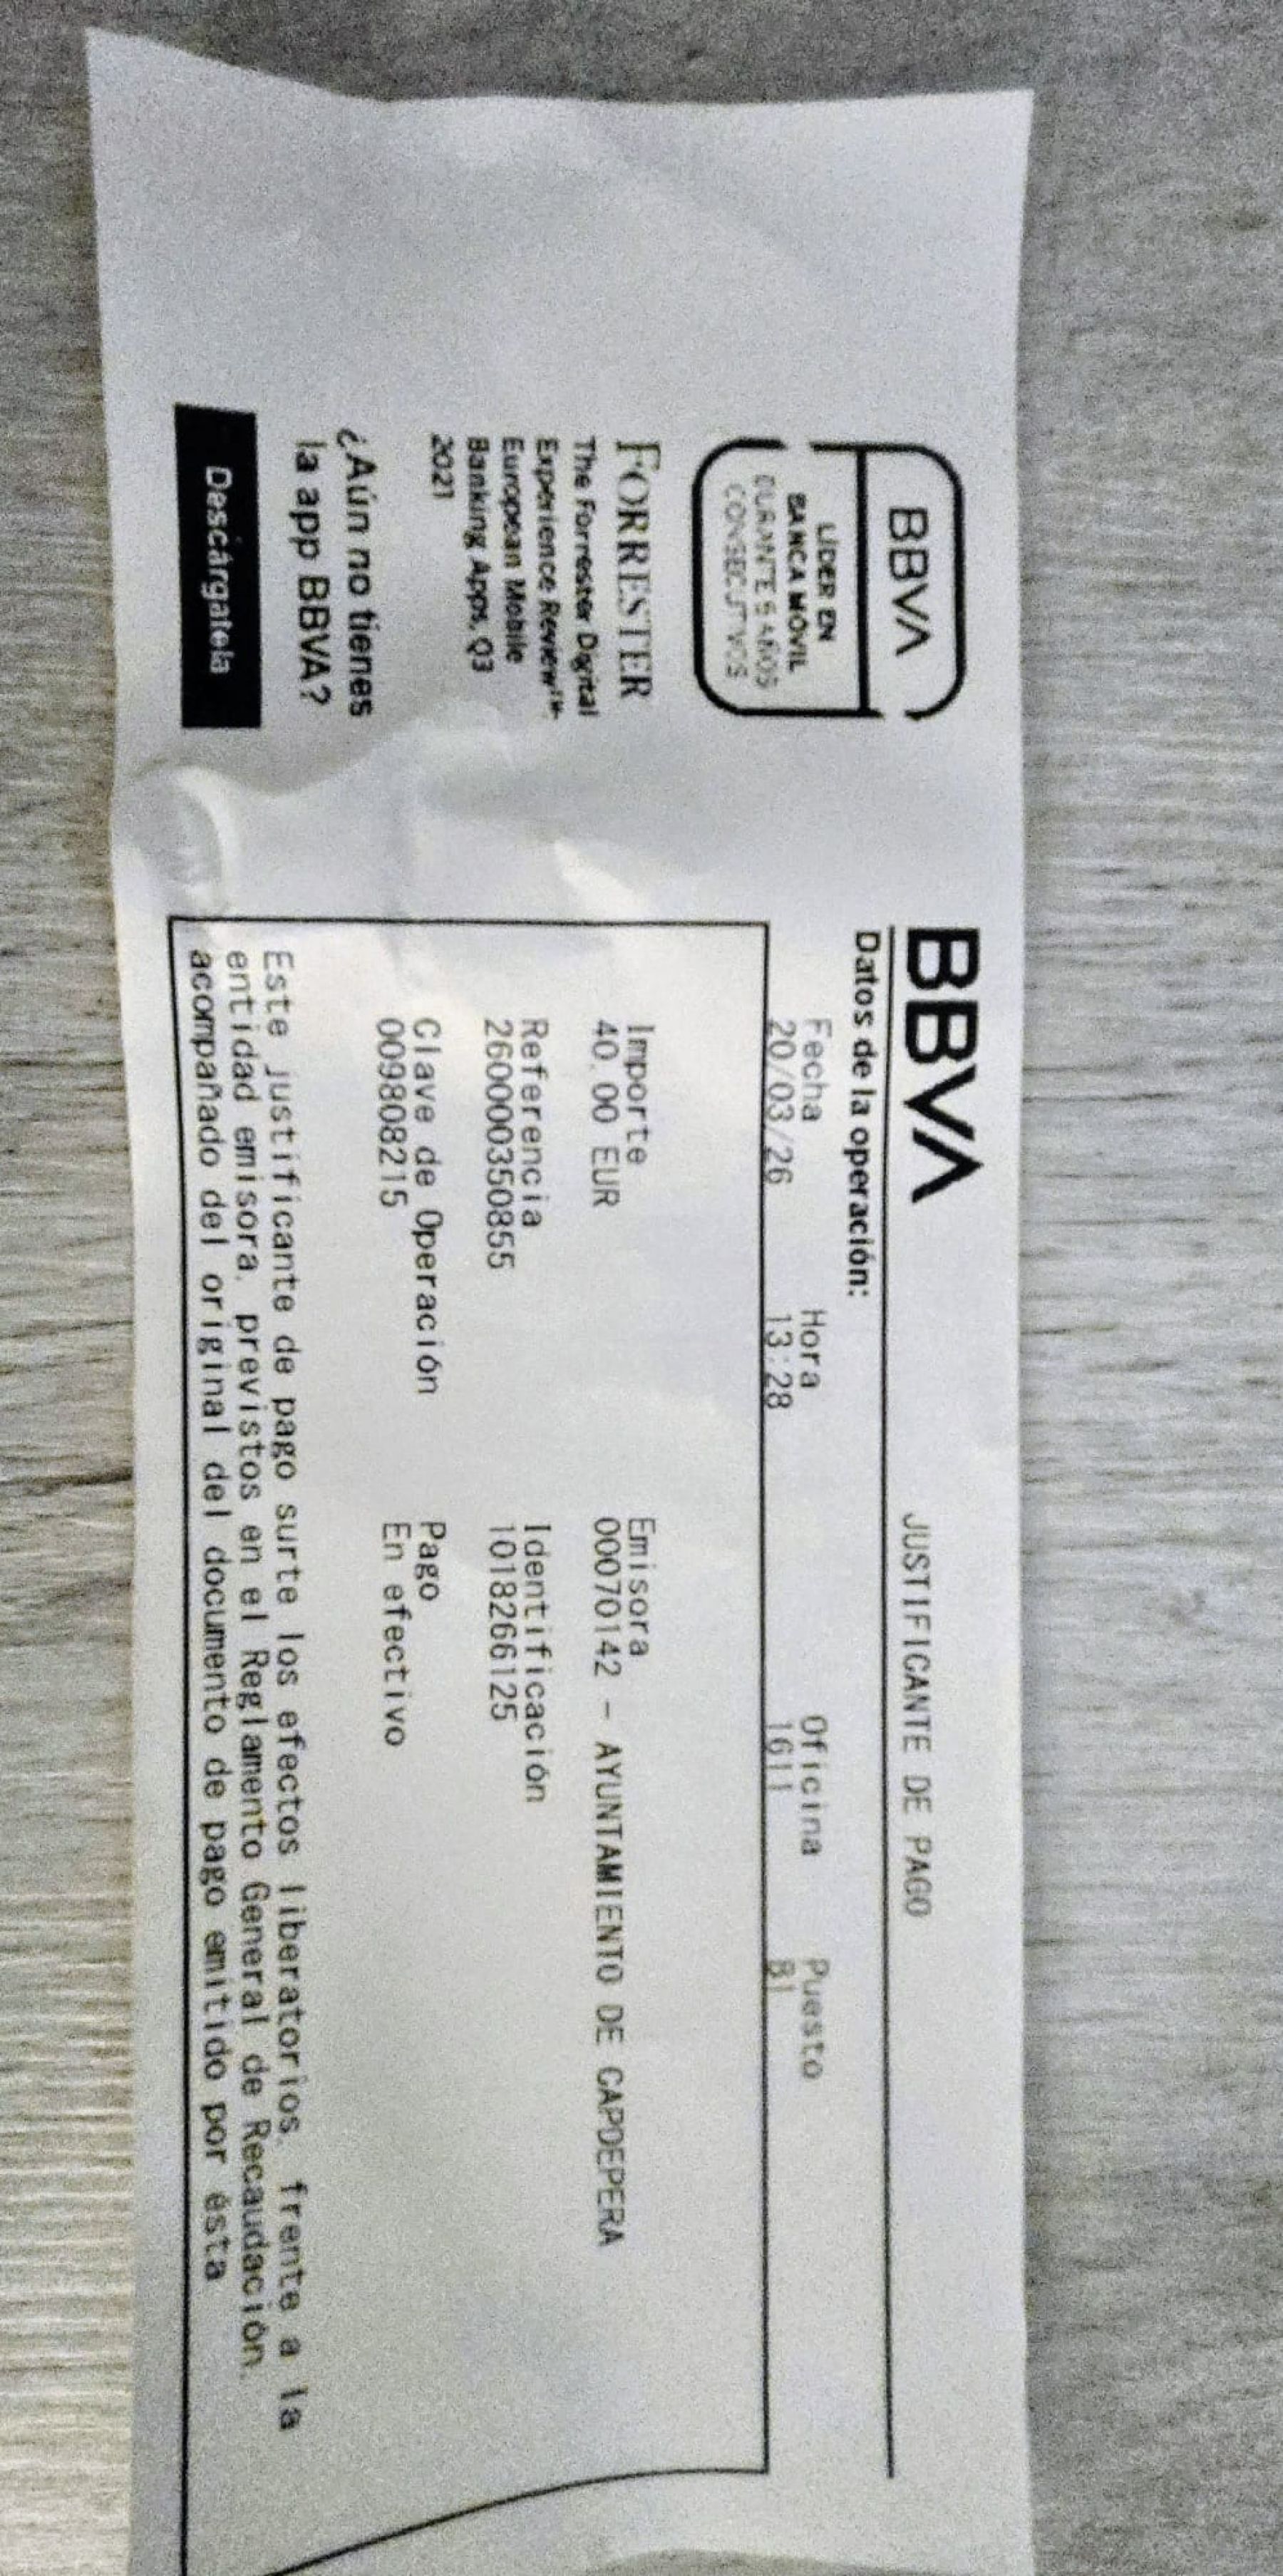 BBVA
LÍDER EN
BANCA MÓVIL
DURANTE 5 AÑOS
CONSECUTIVOS
FORRESTER
The Forrester Digital
Experience Review™:
European Mobile
Banking Apps, Q3
2021
¿Aún no tienes
la app BBVA?
Descárgatela
BBVA JUSTIFICANTE DE PAGO
Datos de la operación:
Fecha Hora Oficina Puesto
20/03/26 13:28 1611 B1
Importe Emisora
40.00 EUR 00070142 - AYUNTAMIENTO DE CAPDEPERA
Referencia Identificación
260000350855 1018266125
Clave de Operación Pago
009808215 En efectivo
Este justificante de pago surte los efectos liberatorios, frente a la
entidad emisora, previstos en el Reglamento General de Recaudación,
acompañado del original del documento de pago emitido por ésta